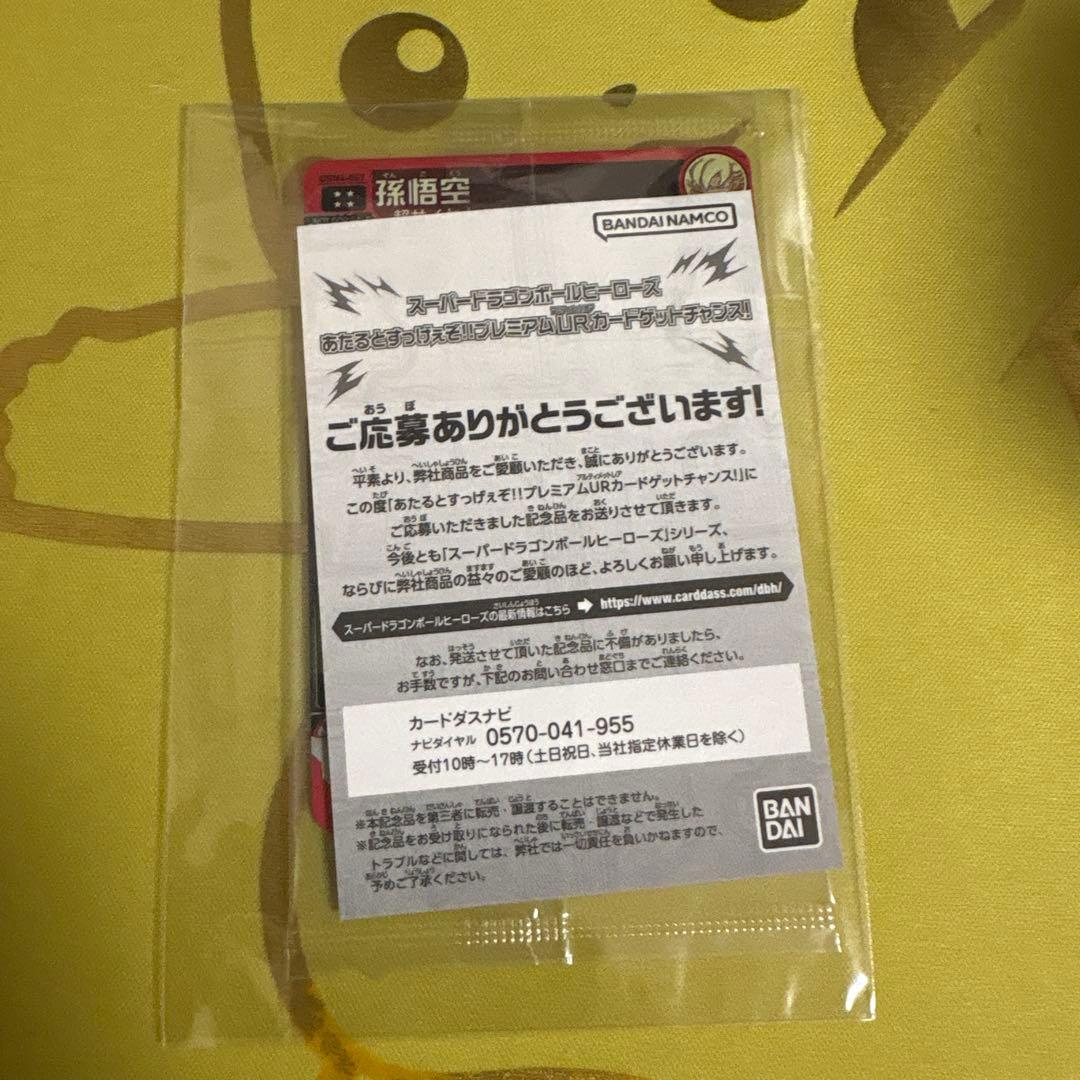 孫悟空
BANDAI NAMCO
スーパードラゴンボールヒーローズ
あたるとすっげぇぞ!!プレミアムURカードゲットチャンス!
ご応募ありがとうございます!
平素より、弊社商品をご愛顧いただき、誠にありがとうございます。
この度「あたるとすっげぇぞ!!プレミアムURカードゲットチャンス!」に
ご応募いただきました記念品をお送りさせて頂きます。
今後とも「スーパードラゴンボールヒーローズ」シリーズ、
ならびに弊社商品の益々のご愛顧のほど、よろしくお願い申し上げます。
スーパードラゴンボールヒーローズの最新情報はこちら https://www.carddass.com/dbh/
なお、発送させて頂いた記念品に不備がありましたら、
お手数ですが、下記のお問い合わせ窓口までご連絡ください。
カードダスナビ
ナビダイヤル 0570-041-955
受付10時〜17時(土日祝日、当社指定休業日を除く)
※本記念品を第三者に転売・譲渡することはできません。
※記念品をお受け取りになられた後に転売・譲渡などで発生した
トラブルなどに関しては、弊社では一切責任を負いかねますので、
予めご了承ください。
BAN
DAI